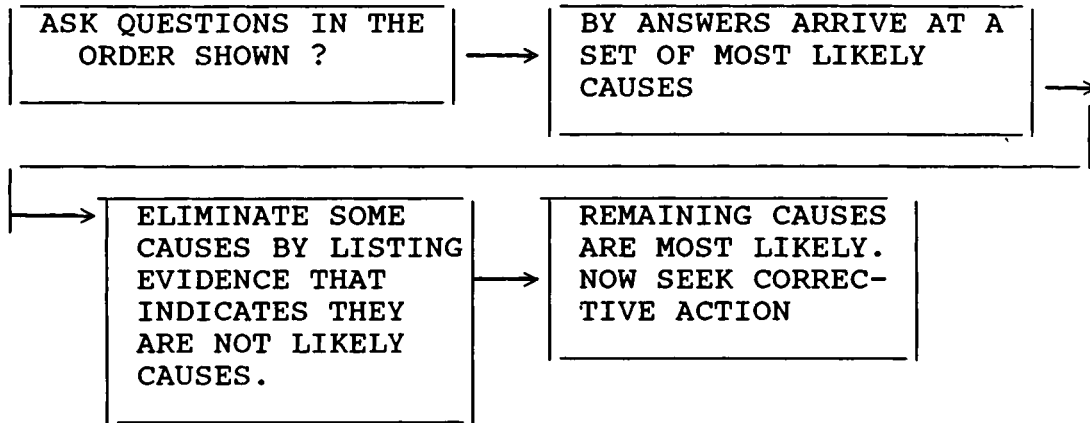 ASK QUESTIONS IN THE
ORDER SHOWN ?
BY ANSWERS ARRIVE AT A
SET OF MOST LIKELY
CAUSES
ELIMINATE SOME
CAUSES BY LISTING
EVIDENCE THAT
INDICATES THEY
ARE NOT LIKELY
CAUSES.
REMAINING CAUSES
ARE MOST LIKELY.
NOW SEEK CORREC-
TIVE ACTION